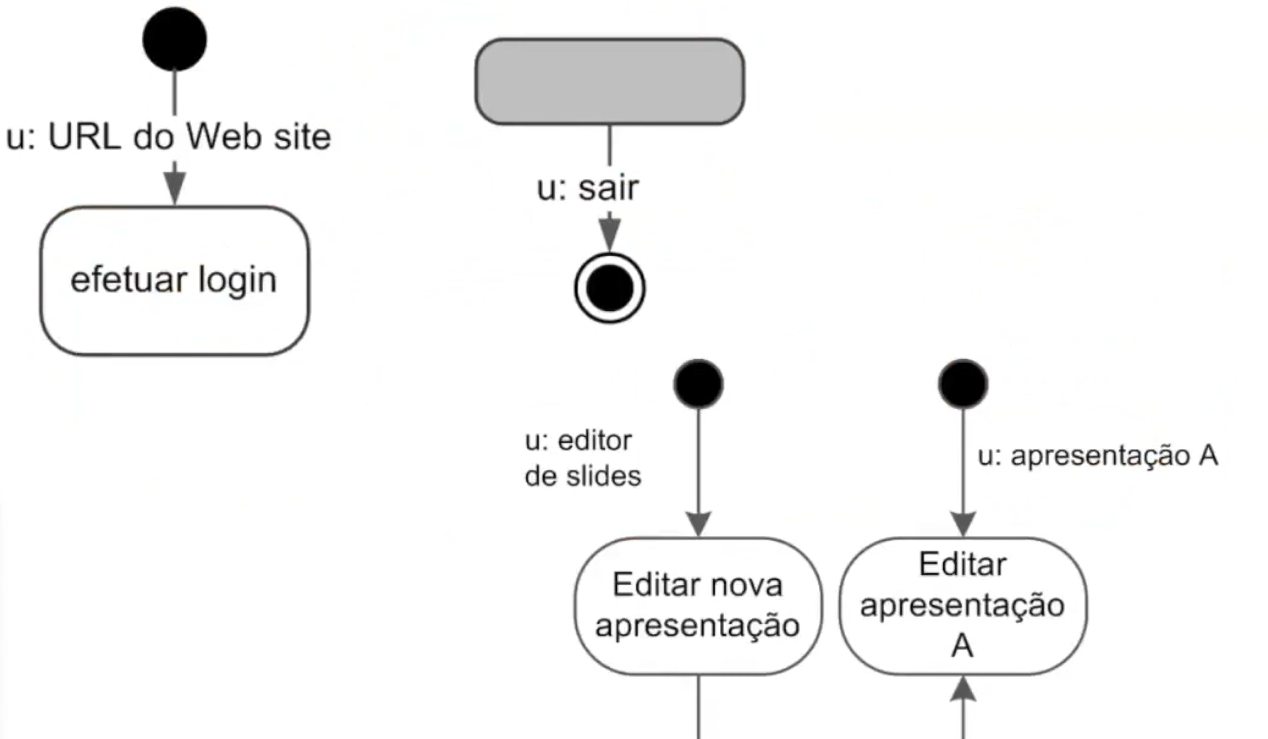 u: URL do Web site
efetuar login
u: sair
u: editor
de slides
u: apresentação A
Editar nova
apresentação
Editar
apresentação
A